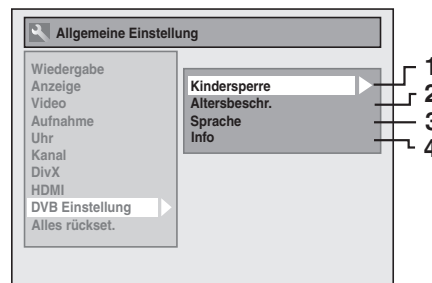 Allgemeine Einstellung
Wiedergabe
Anzeige
Video
Aufnahme
Uhr
Kanal
DivX
HDMI
DVB Einstellung
Alles rückset.
Kindersperre
Altersbeschr.
Sprache
Info
1
2
3
4